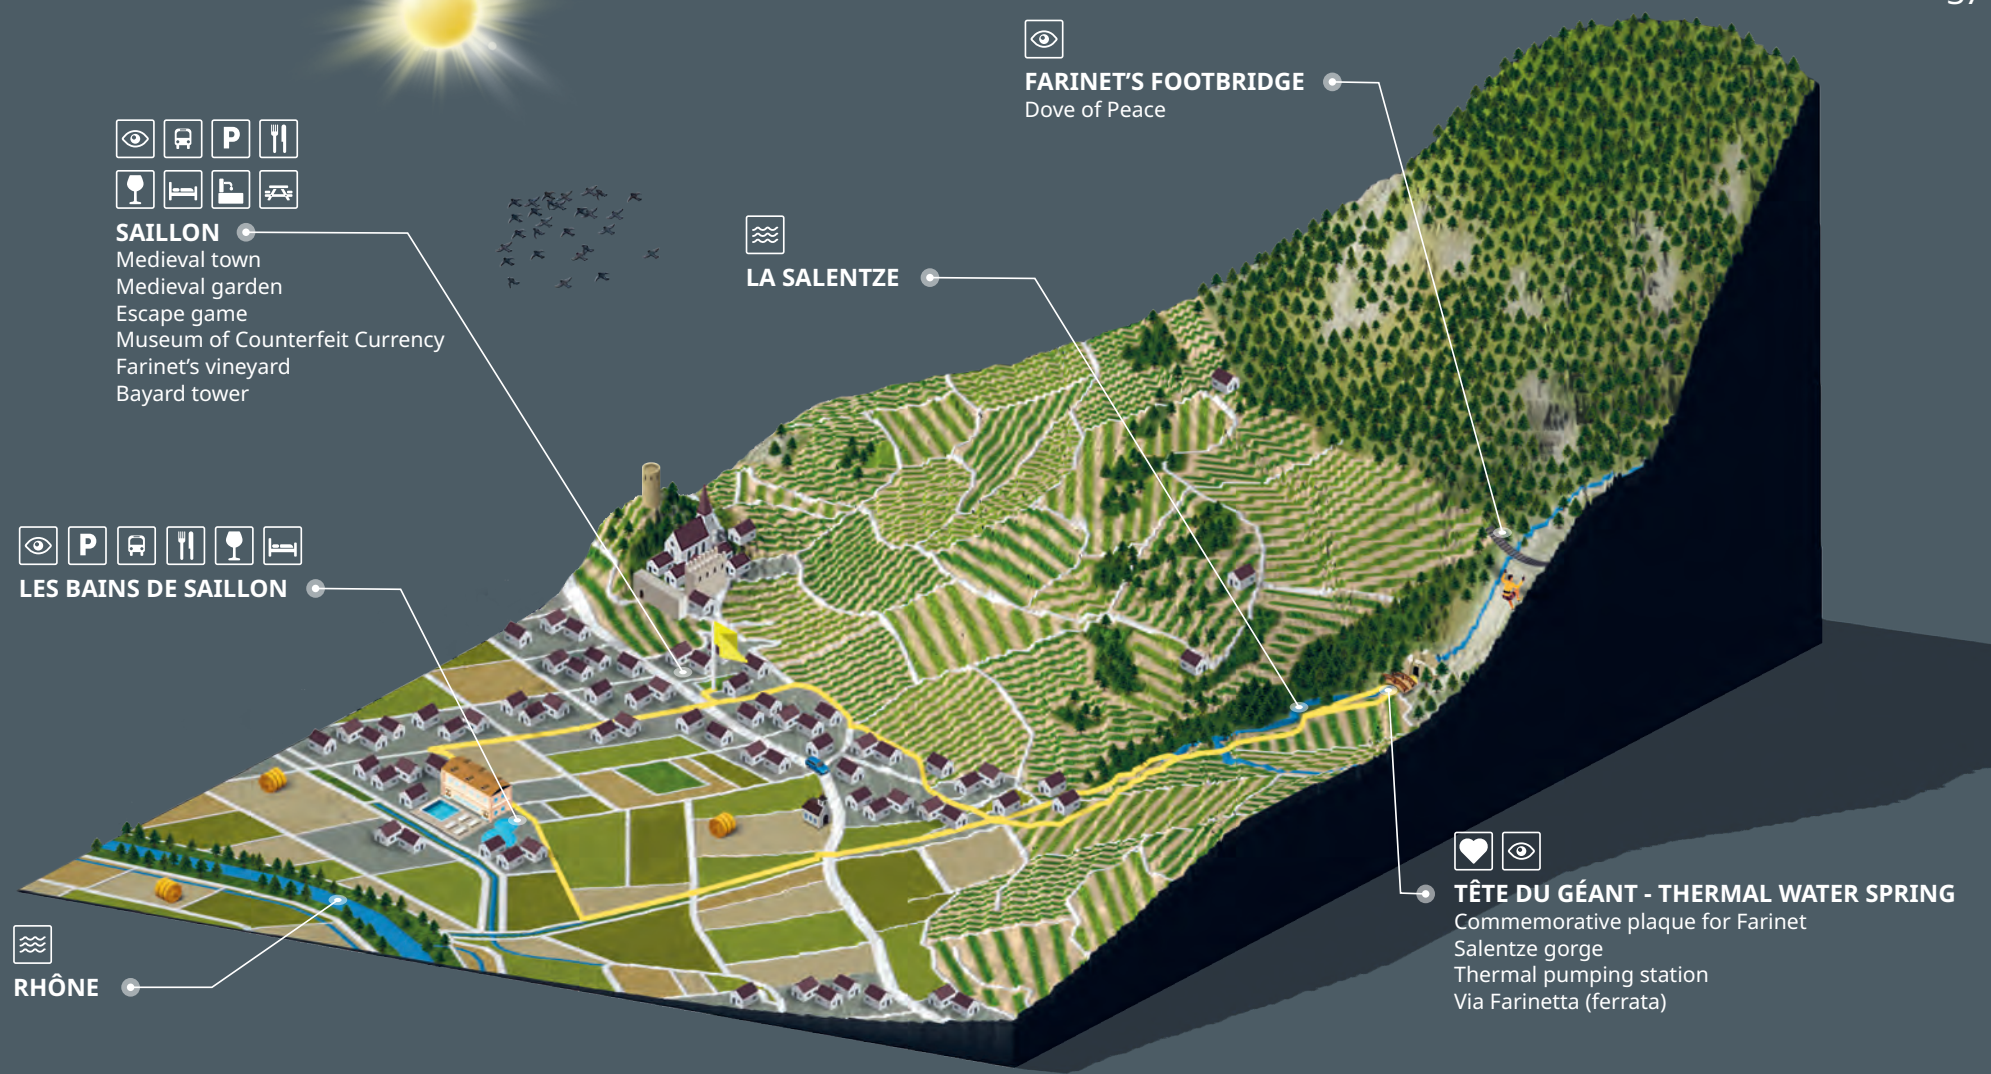 FARINET'S FOOTBRIDGE
Dove of Peace
P
SAILLON
Medieval town
Medieval garden
Escape game
Museum of Counterfeit Currency
Farinet's vineyard
Bayard tower
LA SALENTZE
P
LES BAINS DE SAILLON
TÊTE DU GÉANT - THERMAL WATER SPRING
Commemorative plaque for Farinet
Salentze gorge
Thermal pumping station
Via Farinetta (ferrata)
RHÔNE